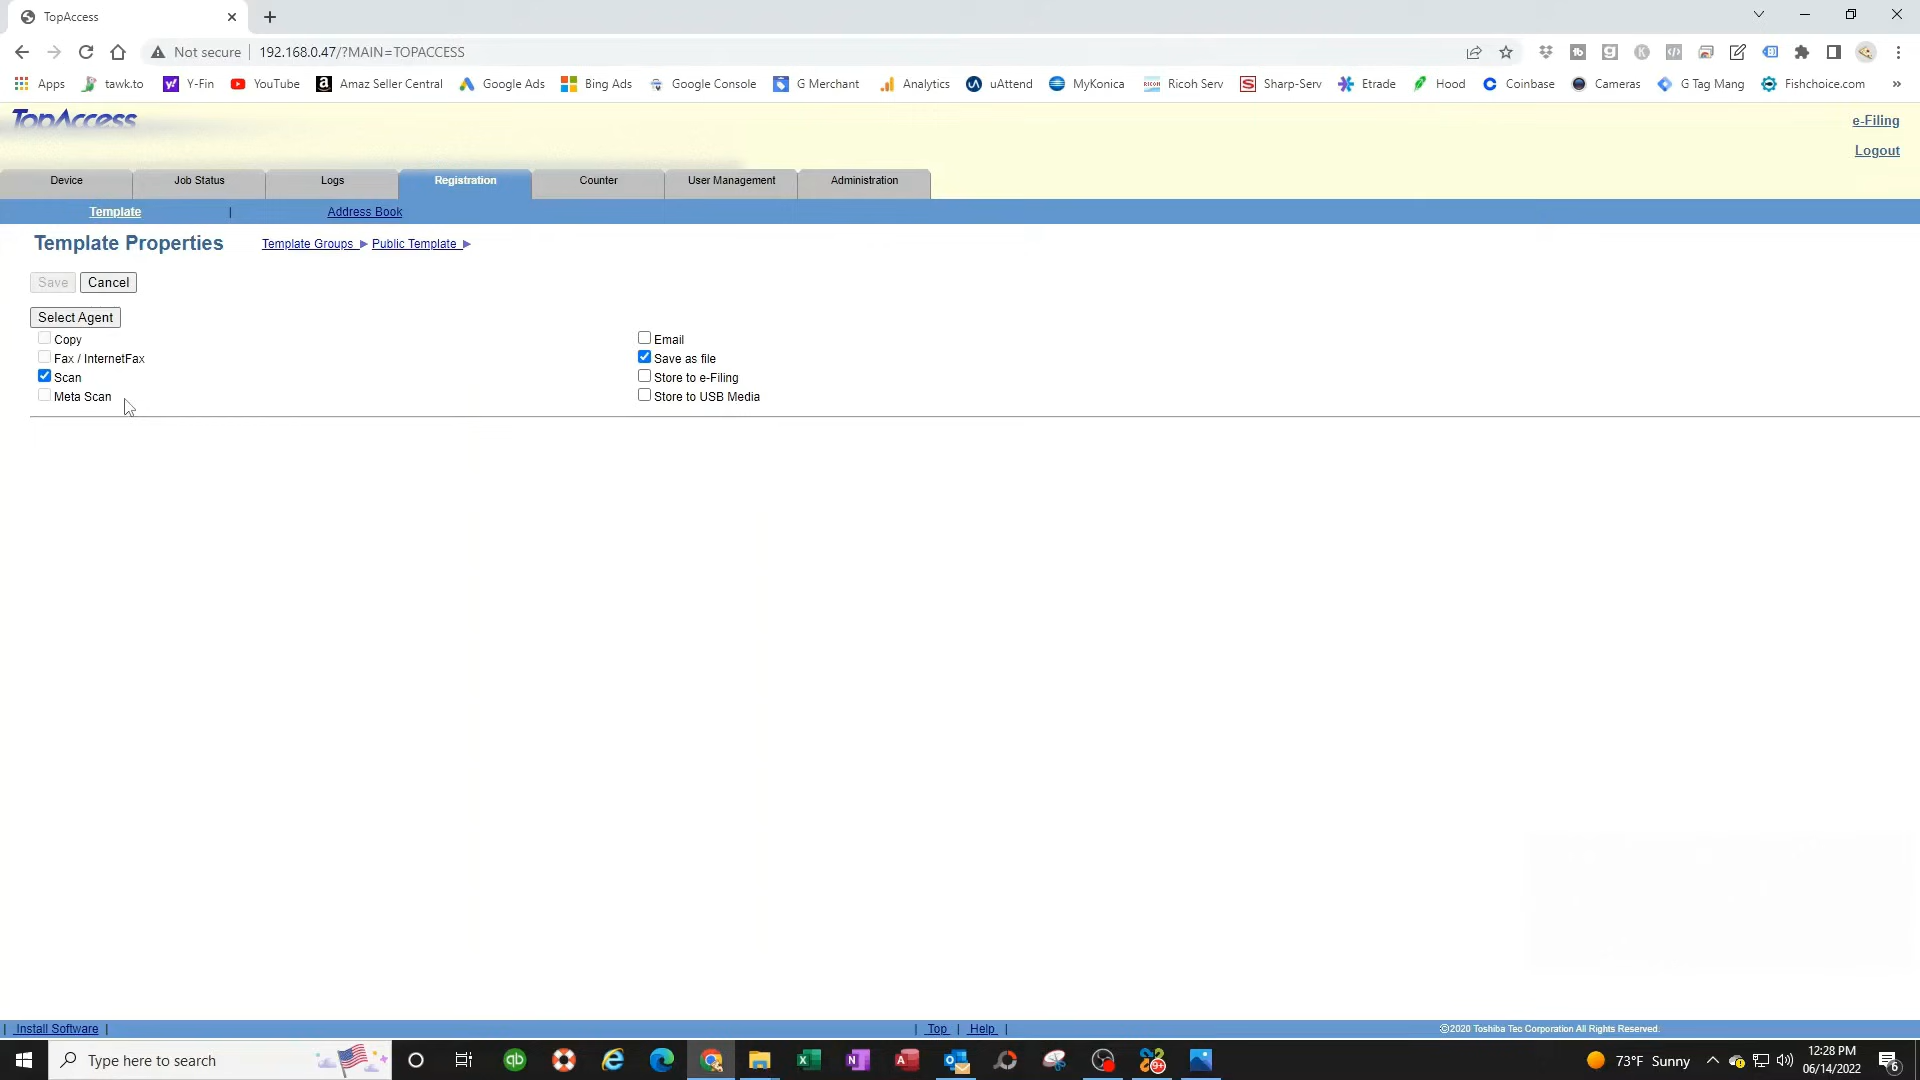 TopAccess
Not secure 192.168.0.47/?MAIN=TOPACCESS
Apps tawk.to Y-Fin YouTube Amaz Seller Central Google Ads Bing Ads Google Console G Merchant Analytics uAttend MyKonica Ricoh Serv Sharp-Serv Etrade Hood Coinbase Cameras G Tag Mang Fishchoice.com »
TopAccess
e-Filing
Logout
Device Job Status Logs Registration Counter User Management Administration
Template | Address Book
Template Properties Template Groups Public Template
Save Cancel
Select Agent
Copy Email
Fax / InternetFax Save as file
Scan Store to e-Filing
Meta Scan Store to USB Media
| Install Software | | Top | Help | ©2020 Toshiba Tec Corporation All Rights Reserved.
Type here to search 73°F Sunny 12:28 PM
06/14/2022